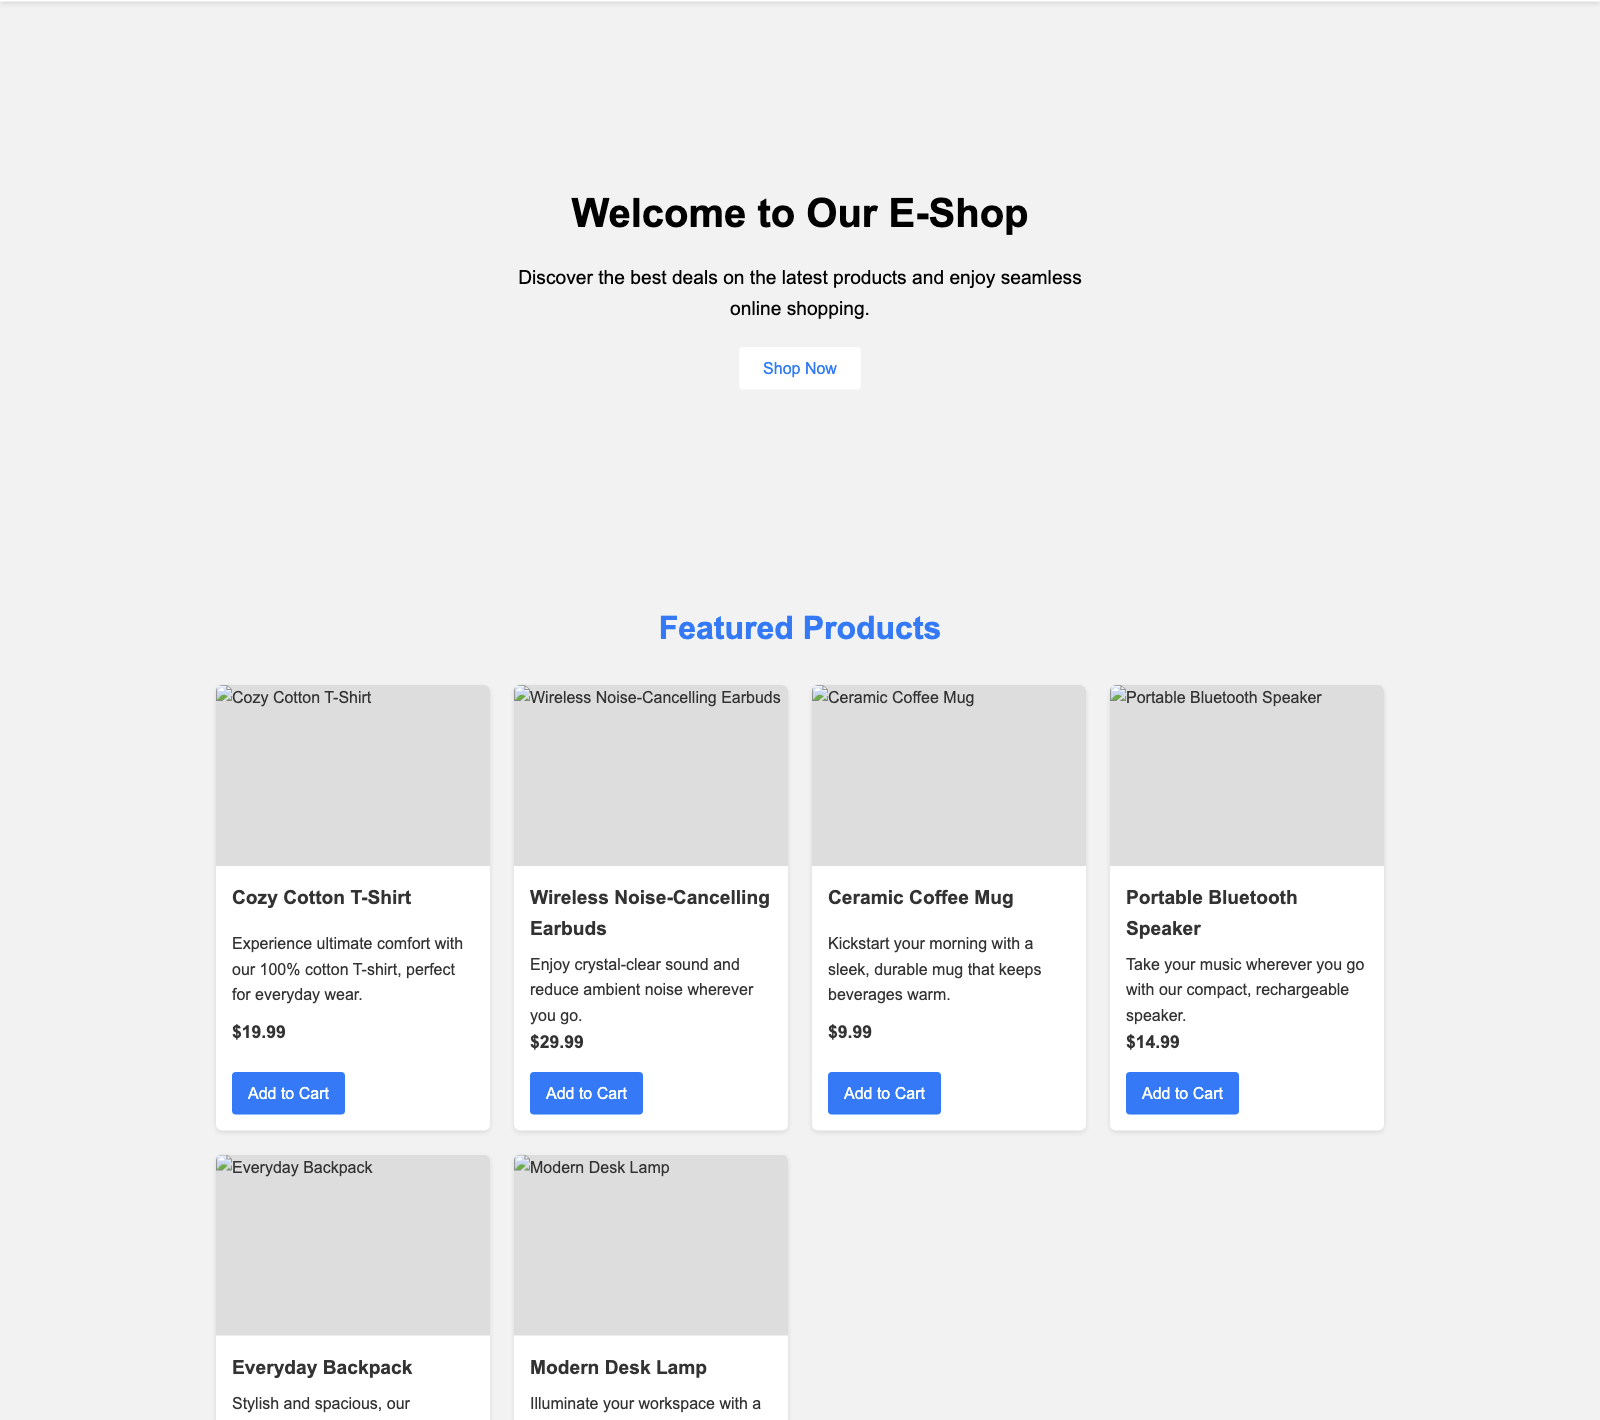 Welcome to Our E-Shop
Discover the best deals on the latest products and enjoy seamless
online shopping.
Shop Now
Featured Products
Cozy Cotton T-Shirt
Cozy Cotton T-Shirt
Experience ultimate comfort with
our 100% cotton T-shirt, perfect
for everyday wear.
$19.99
Add to Cart
Wireless Noise-Cancelling Earbuds
Wireless Noise-Cancelling
Earbuds
Enjoy crystal-clear sound and
reduce ambient noise wherever
you go.
$29.99
Add to Cart
Ceramic Coffee Mug
Ceramic Coffee Mug
Kickstart your morning with a
sleek, durable mug that keeps
beverages warm.
$9.99
Add to Cart
Portable Bluetooth Speaker
Portable Bluetooth
Speaker
Take your music wherever you go
with our compact, rechargeable
speaker.
$14.99
Add to Cart
Everyday Backpack
Everyday Backpack
Stylish and spacious, our
Modern Desk Lamp
Modern Desk Lamp
Illuminate your workspace with a